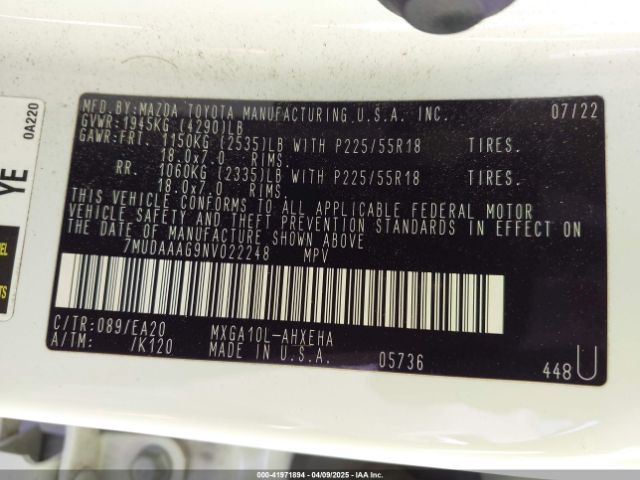 0A220
YE
MFD.BY:MAZDA TOYOTA MANUFACTURING,U.S.A. INC. 07/22
GVWR:1945KG (4290)LB
GAWR:FRT. 1150KG (2535)LB WITH P225/55R18 TIRES.
18.0x7.0 RIMS.
RR. 1060KG (2335)LB WITH P225/55R18 TIRES.
18.0x7.0 RIMS.
THIS VEHICLE CONFORMS TO ALL APPLICABLE FEDERAL MOTOR
VEHICLE SAFETY AND THEFT PREVENTION STANDARDS IN EFFECT ON
THE DATE OF MANUFACTURE SHOWN ABOVE.
7MUDAAAG9NV022248 MPV
C/TR:089/EA20 MXGA10L-AHXEHA
A/TM: /K120 MADE IN U.S.A. 05736 448U
000-41971894 | 04/09/2025 - IAAI.COM